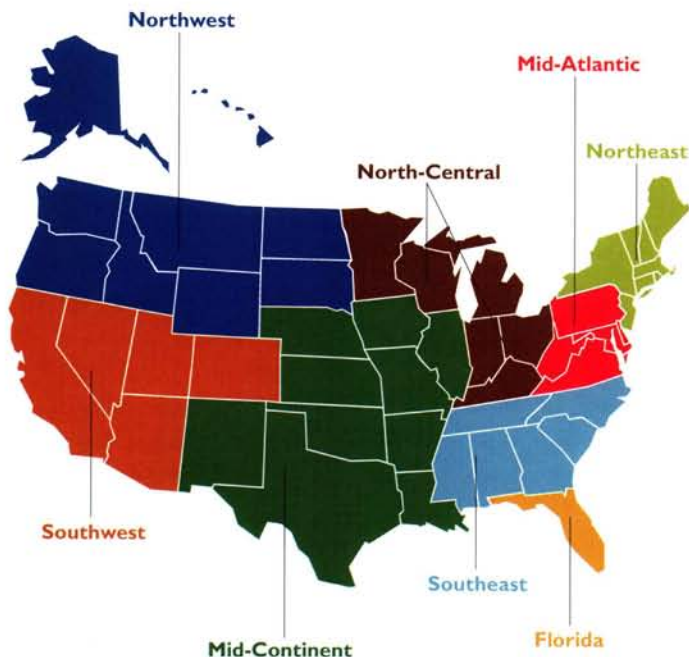 Northwest
Mid-Atlantic
Northeast
North-Central
Southwest
Southeast
Florida
Mid-Continent